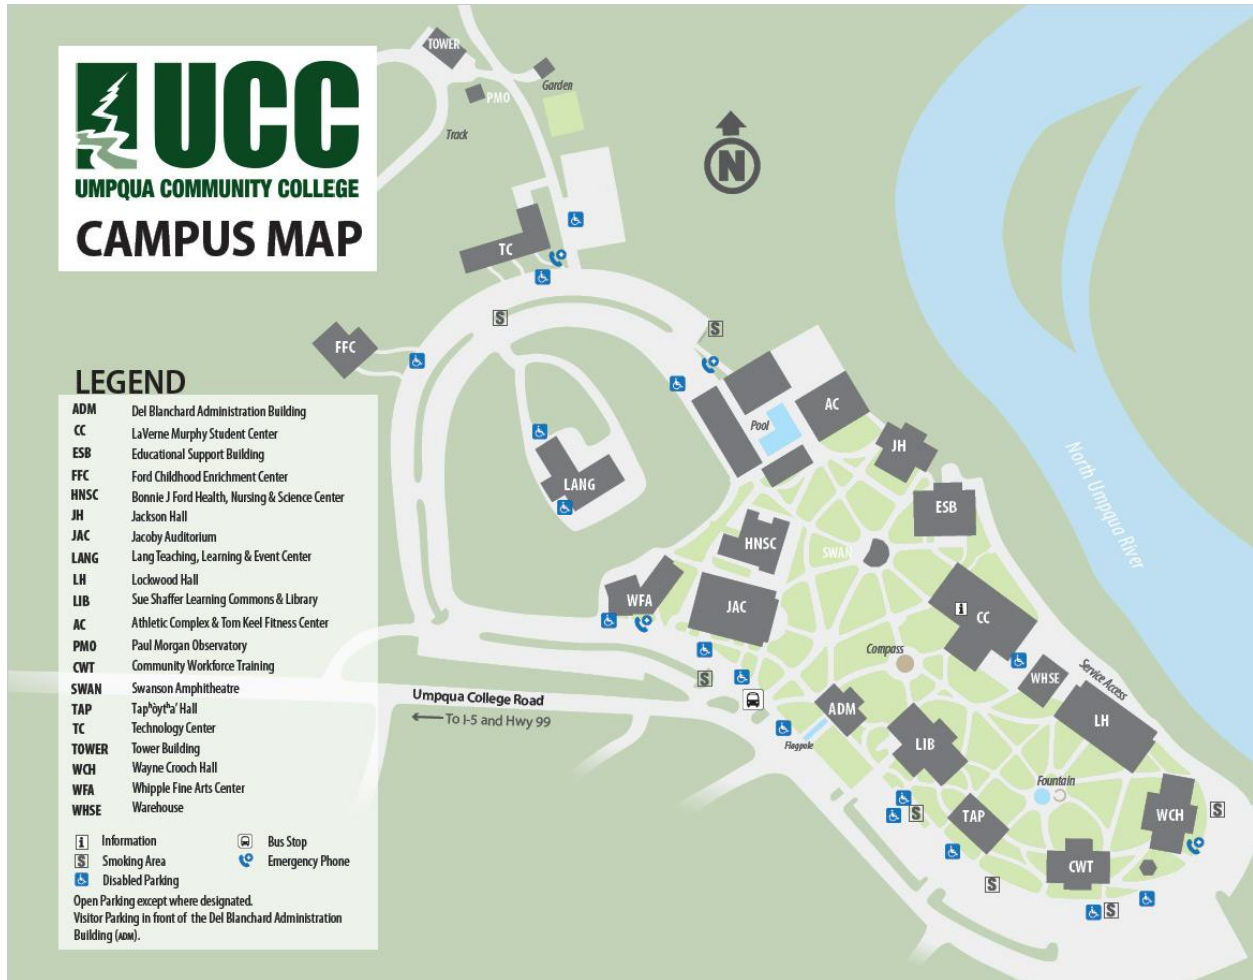 UCC
UMPQUA COMMUNITY COLLEGE
CAMPUS MAP
TOWER
PMO
Garden
Track
N
TC
S
S
FFC
Pool
AC
JH
LANG
ESB
HNSC
SWAN
WFA
JAC
i
CC
North Umpqua River
Compass
WHSE
Service Access
S
Umpqua College Road
To I-5 and Hwy 99
ADM
Flagpole
LIB
LH
Fountain
TAP
S
WCH
S
CWT
S
S
LEGEND
ADM Del Blanchard Administration Building
CC LaVerne Murphy Student Center
ESB Educational Support Building
FFC Ford Childhood Enrichment Center
HNSC Bonnie J Ford Health, Nursing & Science Center
JH Jackson Hall
JAC Jacoby Auditorium
LANG Lang Teaching, Learning & Event Center
LH Lockwood Hall
LIB Sue Shaffer Learning Commons & Library
AC Athletic Complex & Tom Keel Fitness Center
PMO Paul Morgan Observatory
CWT Community Workforce Training
SWAN Swanson Amphitheatre
TAP Tapʰòytʰaʹ Hall
TC Technology Center
TOWER Tower Building
WCH Wayne Crooch Hall
WFA Whipple Fine Arts Center
WHSE Warehouse
i Information
Bus Stop
S Smoking Area
Emergency Phone
Disabled Parking
Open Parking except where designated.
Visitor Parking in front of the Del Blanchard Administration
Building (ADM).